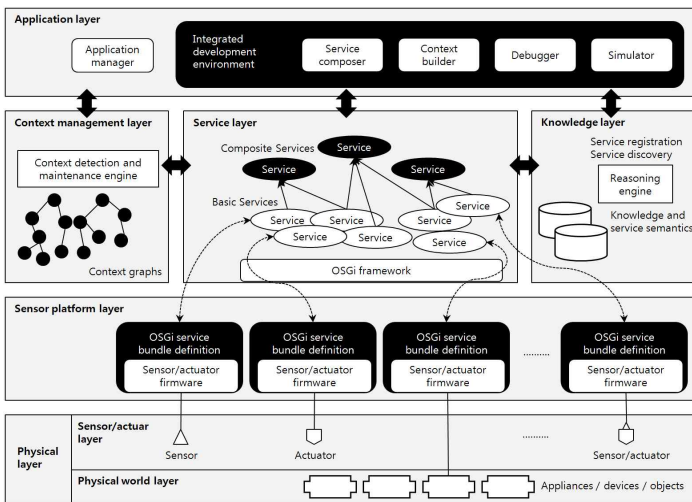 Application layer
Application
manager
Integrated
development
environment
Service
composer
Context
builder
Debugger
Simulator
Context management layer
Context detection and
maintenance engine
Context graphs
Service layer
Composite Services
Service
Service
Service
Basic Services
Service
Service
Service
Service
Service
Service
Service
OSGi framework
Knowledge layer
Service registration
Service discovery
Reasoning
engine
Knowledge and
service semantics
Sensor platform layer
OSGi service
bundle definition
Sensor/actuator
firmware
OSGi service
bundle definition
Sensor/actuator
firmware
OSGi service
bundle definition
Sensor/actuator
firmware
..........
OSGi service
bundle definition
Sensor/actuator
firmware
Physical
layer
Sensor/actuar
layer
Sensor
Actuator
..........
Sensor/actuator
Physical world layer
Appliances / devices / objects